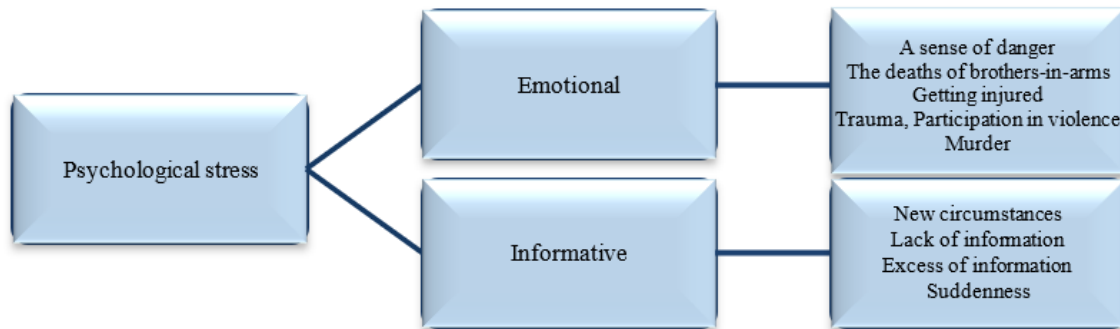 Psychological stress
Emotional
A sense of danger
The deaths of brothers-in-arms
Getting injured
Trauma, Participation in violence
Murder
Informative
New circumstances
Lack of information
Excess of information
Suddenness